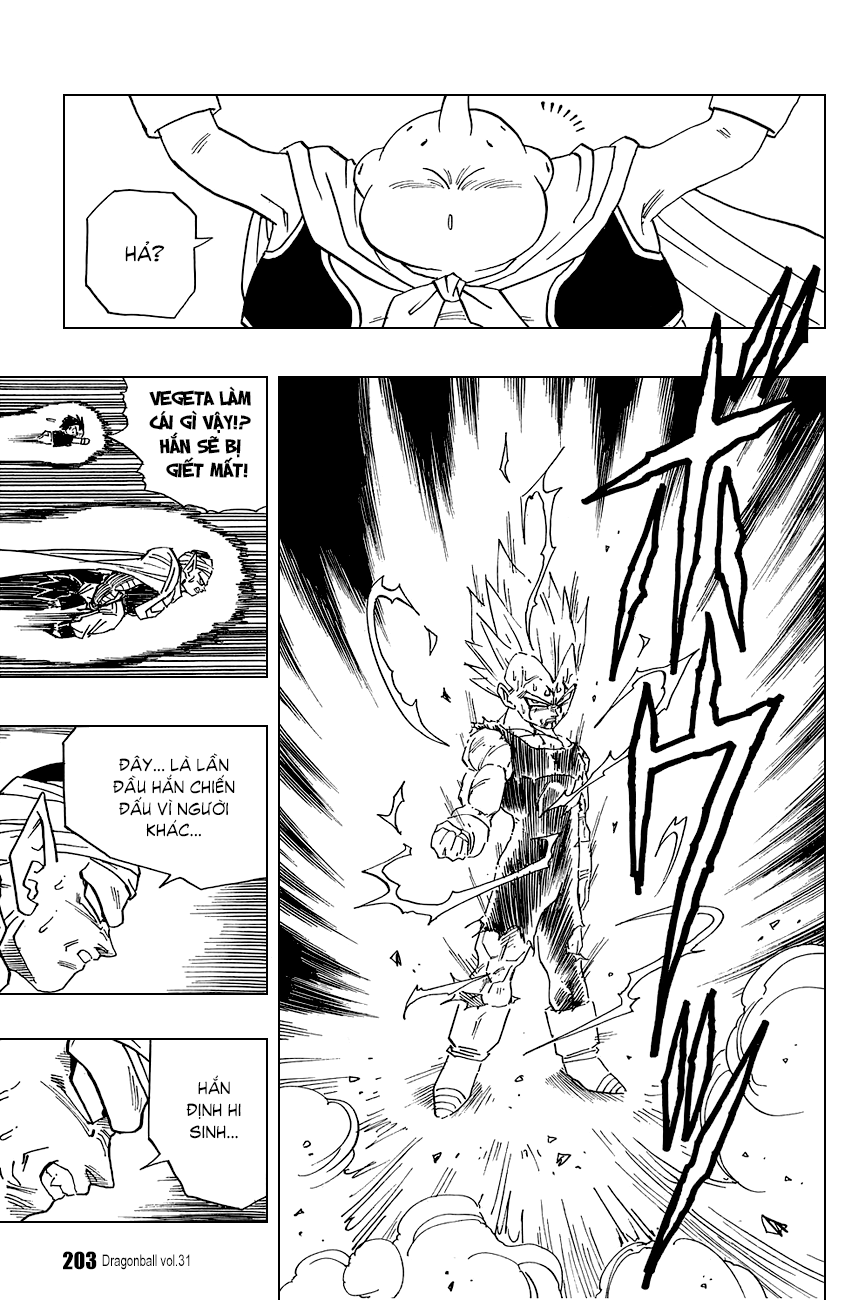 HẢ?
VEGETA LÀM
CÁI GÌ VẬY!?
HẮN SẼ BỊ
GIẾT MẤT!
ĐÂY... LÀ LẦN
ĐẦU HẮN CHIẾN
ĐẤU VÌ NGƯỜI
KHÁC...
HẮN
ĐỊNH HI
SINH...
203 Dragonball vol.31